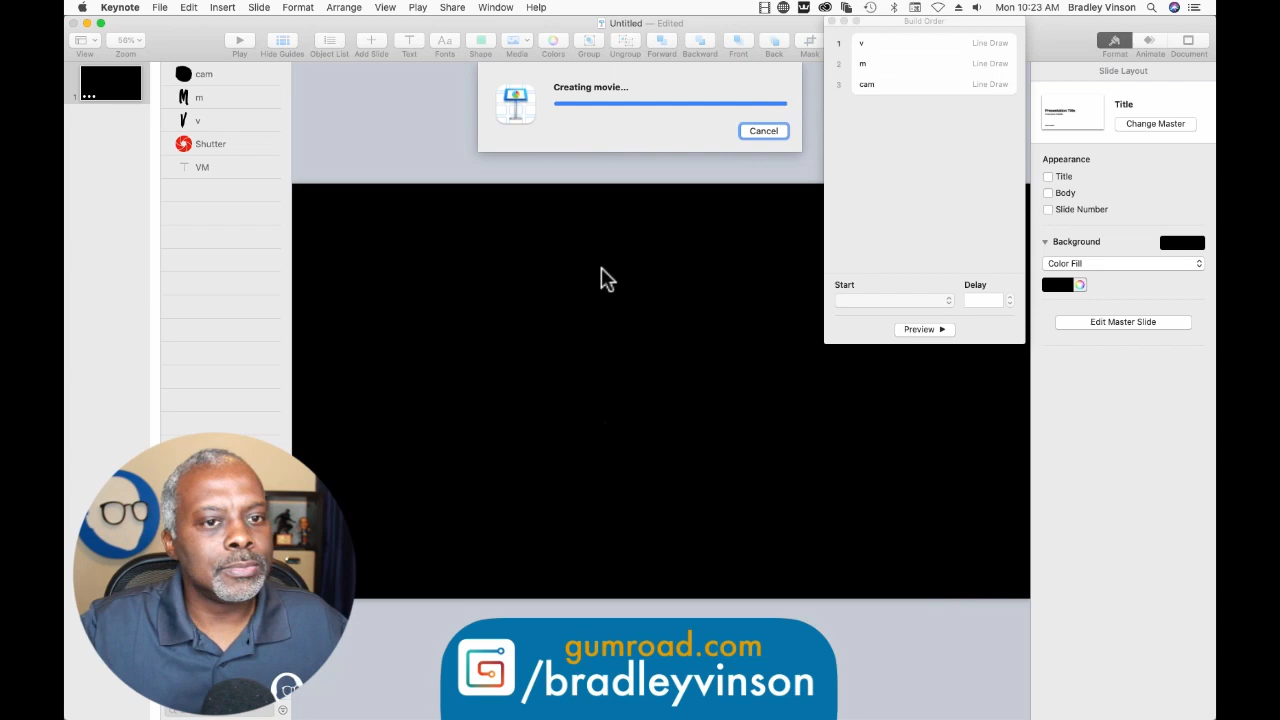 Keynote File Edit Insert Slide Format Arrange View Play Share Window Help Mon 10:23 AM Bradley Vinson
Untitled — Edited
Build Order
View Zoom Play Hide Guides Object List Add Slide Text Fonts Shape Media Colors Group Ungroup Forward Backward Front Back Mask Format Animate Document
56%
1
cam
m
v
Shutter
VM
Creating movie...
Cancel
1 v Line Draw
2 m Line Draw
3 cam Line Draw
Start Delay
Preview
Slide Layout
Title
Change Master
Appearance
Title
Body
Slide Number
Background
Color Fill
Edit Master Slide
gumroad.com
/bradleyvinson